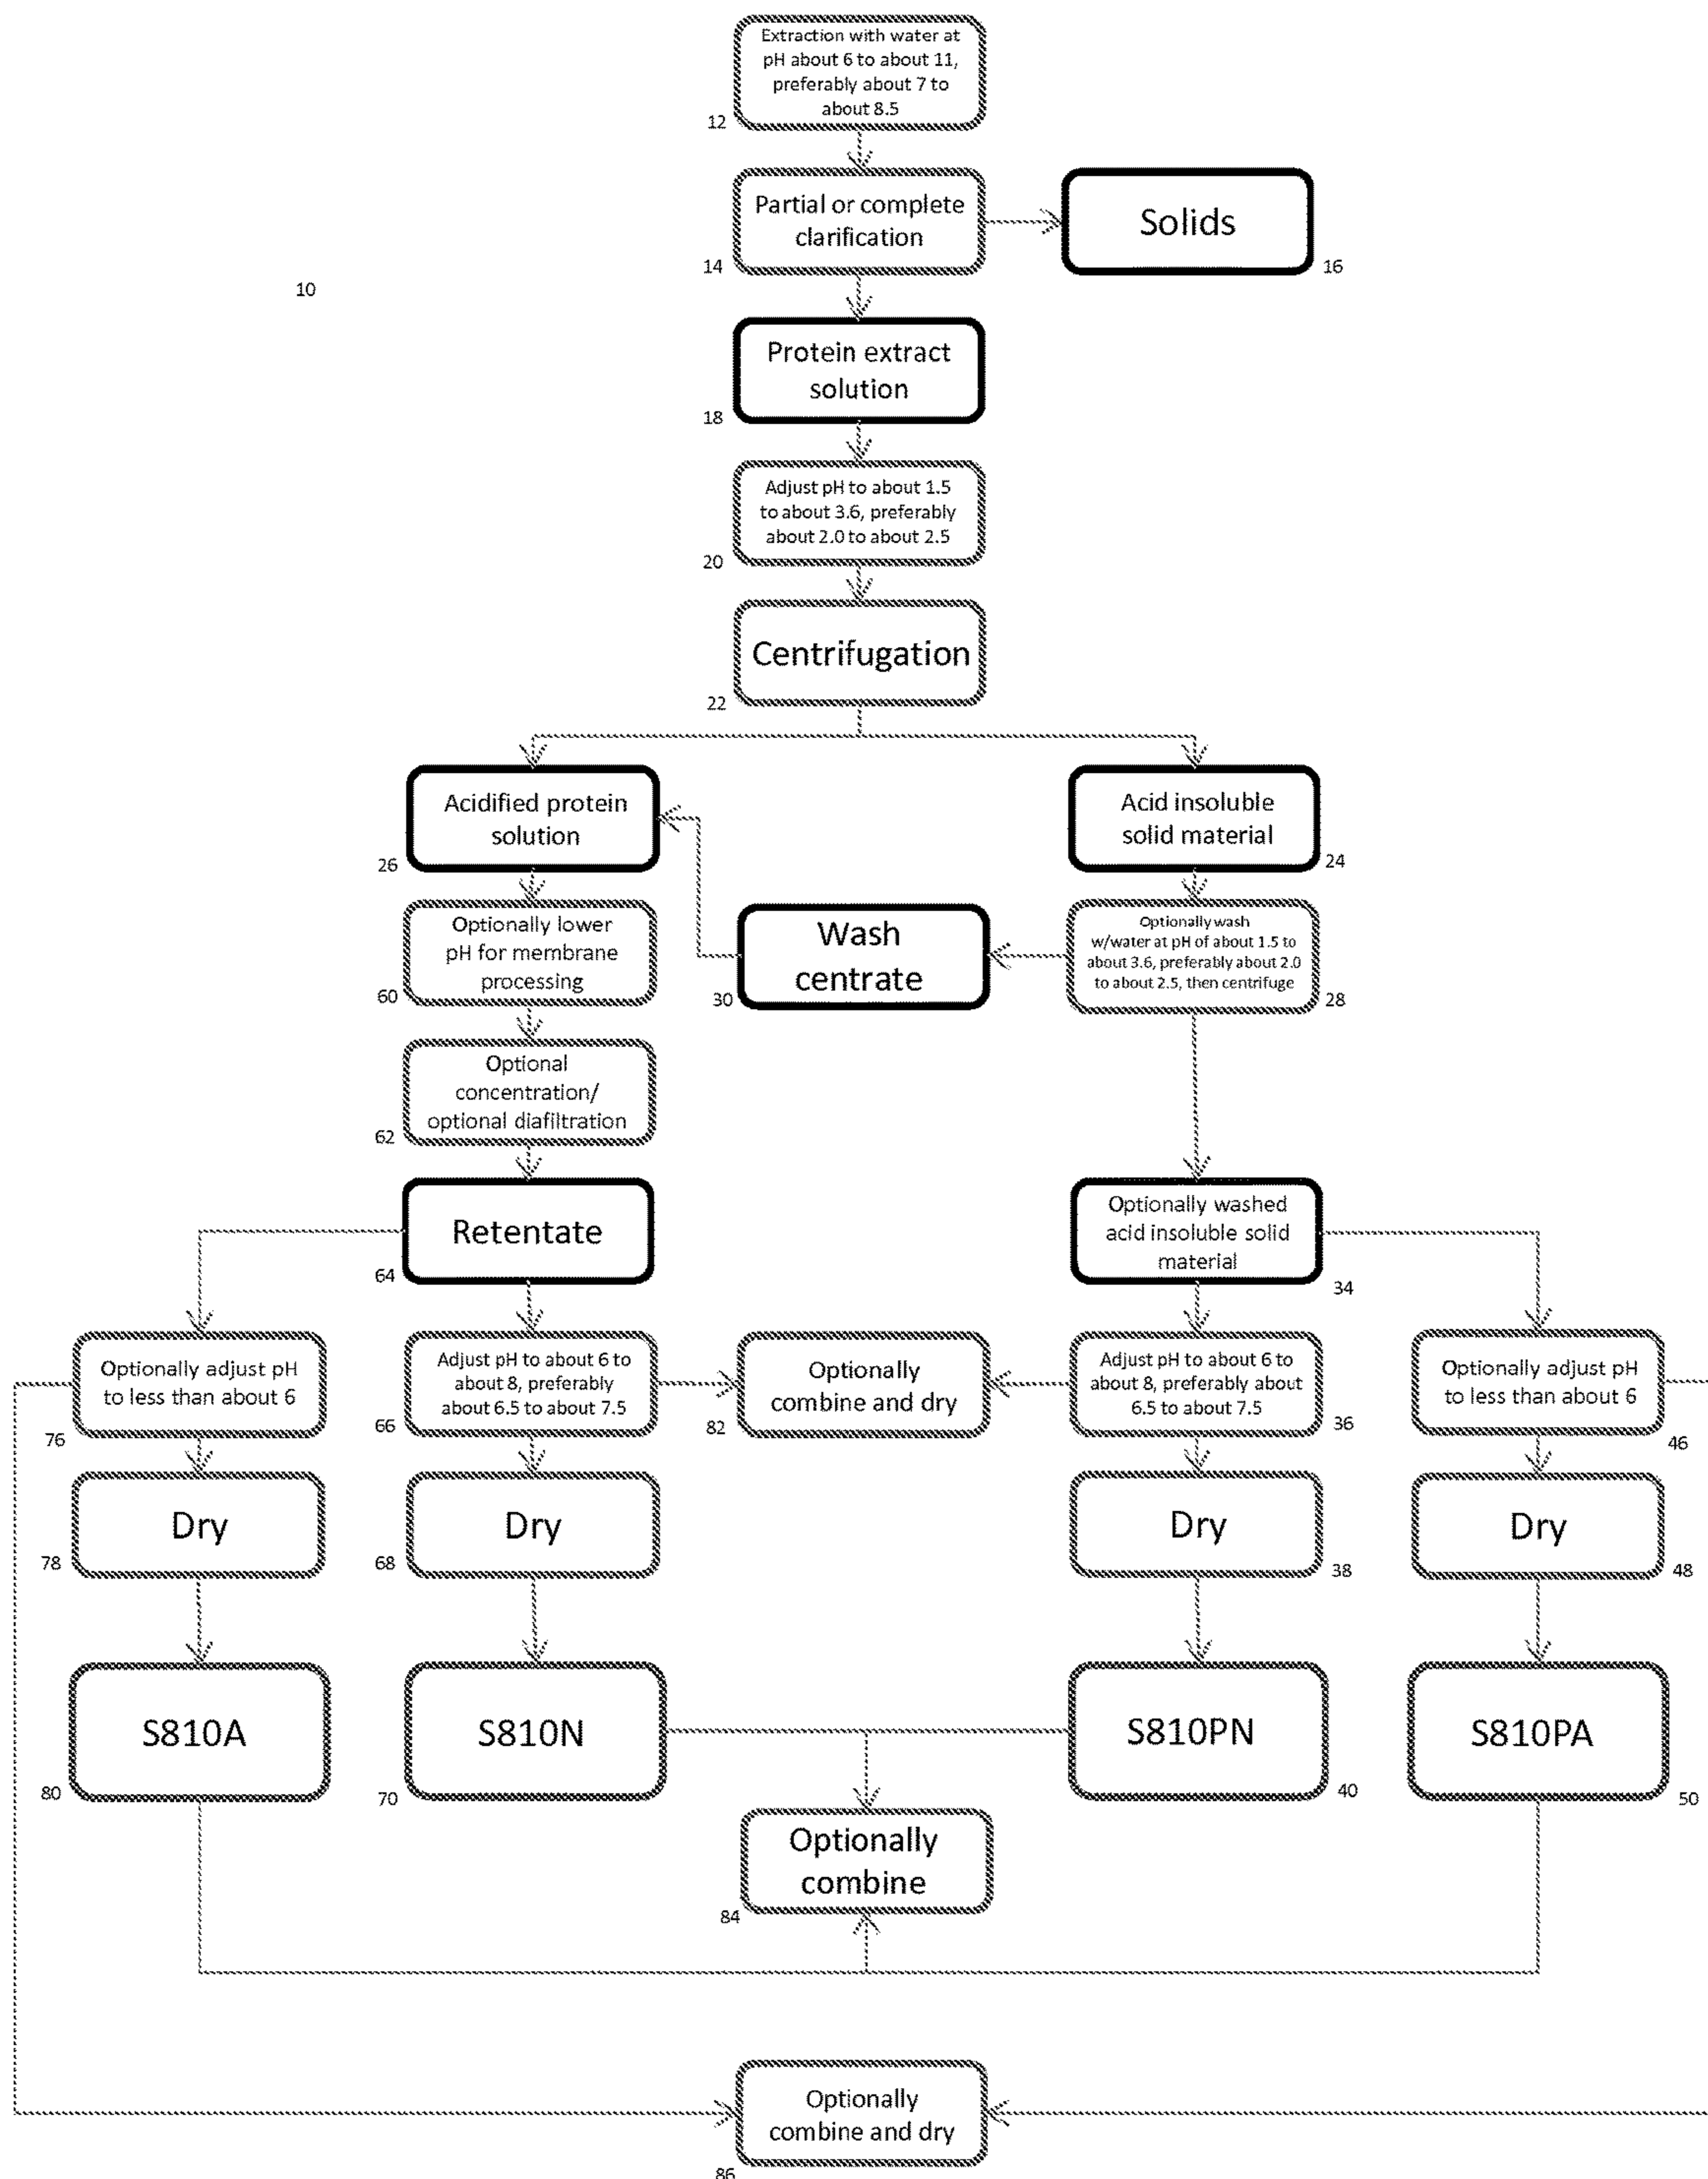 Extraction with water at
pH about 6 to about 11,
preferably about 7 to
about 8.5
12
Partial or complete
clarification
14
Solids
16
10
Protein extract
solution
18
Adjust pH to about 1.5
to about 3.6, preferably
about 2.0 to about 2.5
20
Centrifugation
22
Acidified protein
solution
26
Acid insoluble
solid material
24
Optionally lower
pH for membrane
processing
60
Wash
centrate
30
Optionally wash
w/water at pH of about 1.5 to
about 3.6, preferably about 2.0
to about 2.5, then centrifuge
28
Optional
concentration/
optional diafiltration
62
Retentate
64
Optionally washed
acid insoluble solid
material
34
Optionally adjust pH
to less than about 6
76
Adjust pH to about 6 to
about 8, preferably
about 6.5 to about 7.5
66
Optionally
combine and dry
82
Adjust pH to about 6 to
about 8, preferably about
6.5 to about 7.5
36
Optionally adjust pH
to less than about 6
46
Dry
78
Dry
68
Dry
38
Dry
48
S810A
80
S810N
70
S810PN
40
S810PA
50
Optionally
combine
84
Optionally
combine and dry
86